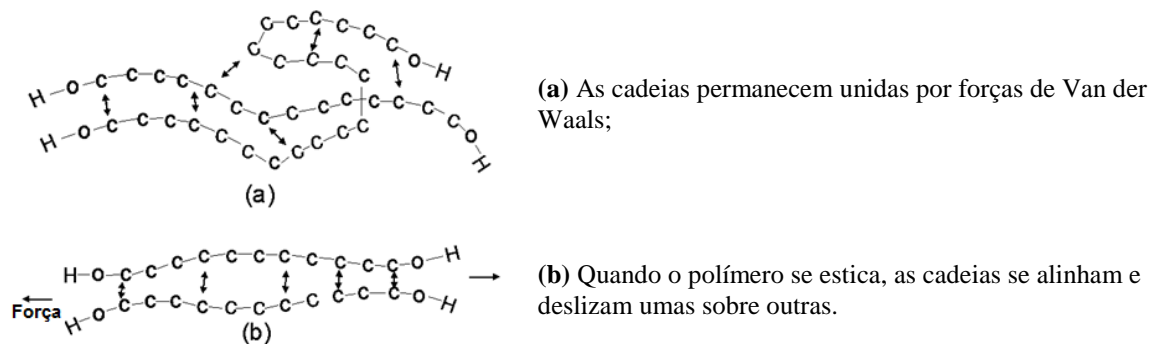 (a) As cadeias permanecem unidas por forças de Van der
Waals;
H-O-C C C C C C C C C C C C C C C C O H
H-O-C C C C C C C C C C C C C C C
C C C C C C C C O-H
(a)
(b) Quando o polímero se estica, as cadeias se alinham e
deslizam umas sobre outras.
H-O-C C C C C C C C C C C C O-H
Força
H-O-C C C C C C C C C C C C O-H
(b)